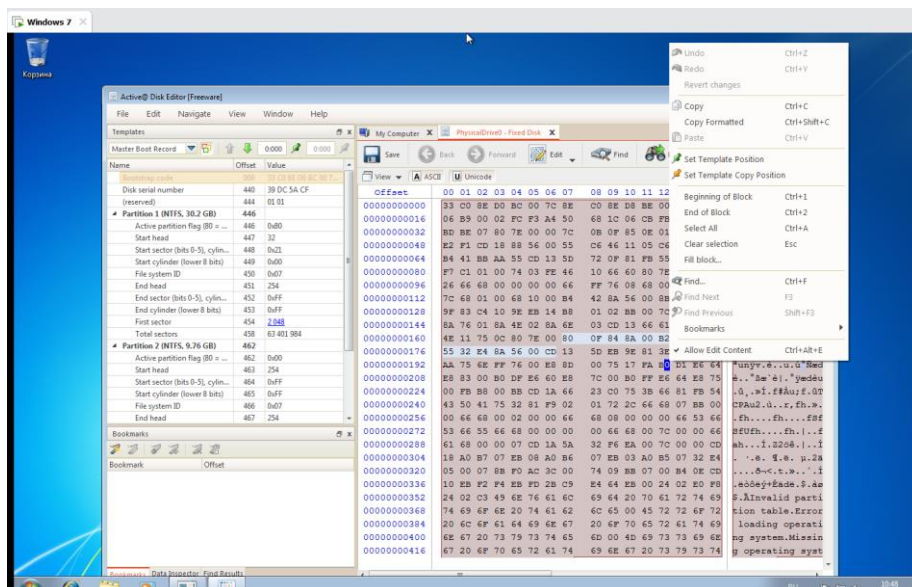 Windows 7
Корзина
Active@ Disk Editor [Freeware]
File Edit Navigate View Window Help
Templates
Master Boot Record 0:000 0:000
Name Offset Value
Bootstrap code 000
Disk serial number 440 39 DC 5A CF
(reserved) 444 01 01
Partition 1 (NTFS, 30.2 GB) 446
Active partition flag (80 = ... 446 0x80
Start head 447 32
Start sector (bits 0-5), cylin... 448 0x21
Start cylinder (lower 8 bits) 449 0x00
File system ID 450 0x07
End head 451 254
End sector (bits 0-5), cylin... 452 0xFF
End cylinder (lower 8 bits) 453 0xFF
First sector 454 2 048
Total sectors 458 63 401 984
Partition 2 (NTFS, 9.76 GB) 462
Active partition flag (80 = ... 462 0x00
Start head 463 254
Start sector (bits 0-5), cylin... 464 0xFF
Start cylinder (lower 8 bits) 465 0xFF
File system ID 466 0x07
End head 467 254
Bookmarks
Bookmark Offset
Bookmarks Data Inspector Find Results
My Computer PhysicalDrive0 - Fixed Disk
Save Back Forward Edit Find
View ASCII Unicode
Offset 00 01 02 03 04 05 06 07 08 09 10 11 12
00000000000 33 C0 8E D0 BC 00 7C 8E C0 8E D8 BE 00
00000000016 06 B9 00 02 FC F3 A4 50 68 1C 06 CB FB
00000000032 BD BE 07 80 7E 00 00 7C 0B 0F 85 0E 01
00000000048 E2 F1 CD 18 88 56 00 55 C6 46 11 05 C6
00000000064 B4 41 BB AA 55 CD 13 5D 72 0F 81 FB 55
00000000080 F7 C1 01 00 74 03 FE 46 10 66 60 80 7E
00000000096 26 66 68 00 00 00 00 66 FF 76 08 68 00
00000000112 7C 68 01 00 68 10 00 B4 42 8A 56 00 8B
00000000128 9F 83 C4 10 9E EB 14 B8 01 02 BB 00 7C
00000000144 8A 76 01 8A 4E 02 8A 6E 03 CD 13 66 61
00000000160 4E 11 75 0C 80 7E 00 80 0F 84 8A 00 B2
00000000176 55 32 E4 8A 56 00 CD 13 5D EB 9E 81 3E
00000000192 AA 75 6E FF 76 00 E8 8D 00 75 17 FA B0 D1 E6 64
00000000208 E8 83 00 B0 DF E6 60 E8 7C 00 B0 FF E6 64 E8 75
00000000224 00 FB B8 00 BB CD 1A 66 23 C0 75 3B 66 81 FB 54
00000000240 43 50 41 75 32 81 F9 02 01 72 2C 66 68 07 BB 00
00000000256 00 66 68 00 02 00 00 66 68 08 00 00 00 66 53 66
00000000272 53 66 55 66 68 00 00 00 00 66 68 00 7C 00 00 66
00000000288 61 68 00 00 07 CD 1A 5A 32 F6 EA 00 7C 00 00 CD
00000000304 18 A0 B7 07 EB 08 A0 B6 07 EB 03 A0 B5 07 32 E4
00000000320 05 00 07 8B F0 AC 3C 00 74 09 BB 07 00 B4 0E CD
00000000336 10 EB F2 F4 EB FD 2B C9 E4 64 EB 00 24 02 E0 F8
00000000352 24 02 C3 49 6E 76 61 6C 69 64 20 70 61 72 74 69 $.ÃInvalid parti
00000000368 74 69 6F 6E 20 74 61 62 6C 65 00 45 72 72 6F 72 tion table.Error
00000000384 20 6C 6F 61 64 69 6E 67 20 6F 70 65 72 61 74 69 loading operati
00000000400 6E 67 20 73 79 73 74 65 6D 00 4D 69 73 73 69 6E ng system.Missin
00000000416 67 20 6F 70 65 72 61 74 69 6E 67 20 73 79 73 74 g operating syst
Undo Ctrl+Z
Redo Ctrl+Y
Revert changes
Copy Ctrl+C
Copy Formatted Ctrl+Shift+C
Paste Ctrl+V
Set Template Position
Set Template Copy Position
Beginning of Block Ctrl+1
End of Block Ctrl+2
Select All Ctrl+A
Clear selection Esc
Fill block...
Find... Ctrl+F
Find Next F3
Find Previous Shift+F3
Bookmarks
Allow Edit Content Ctrl+Alt+E
10:48